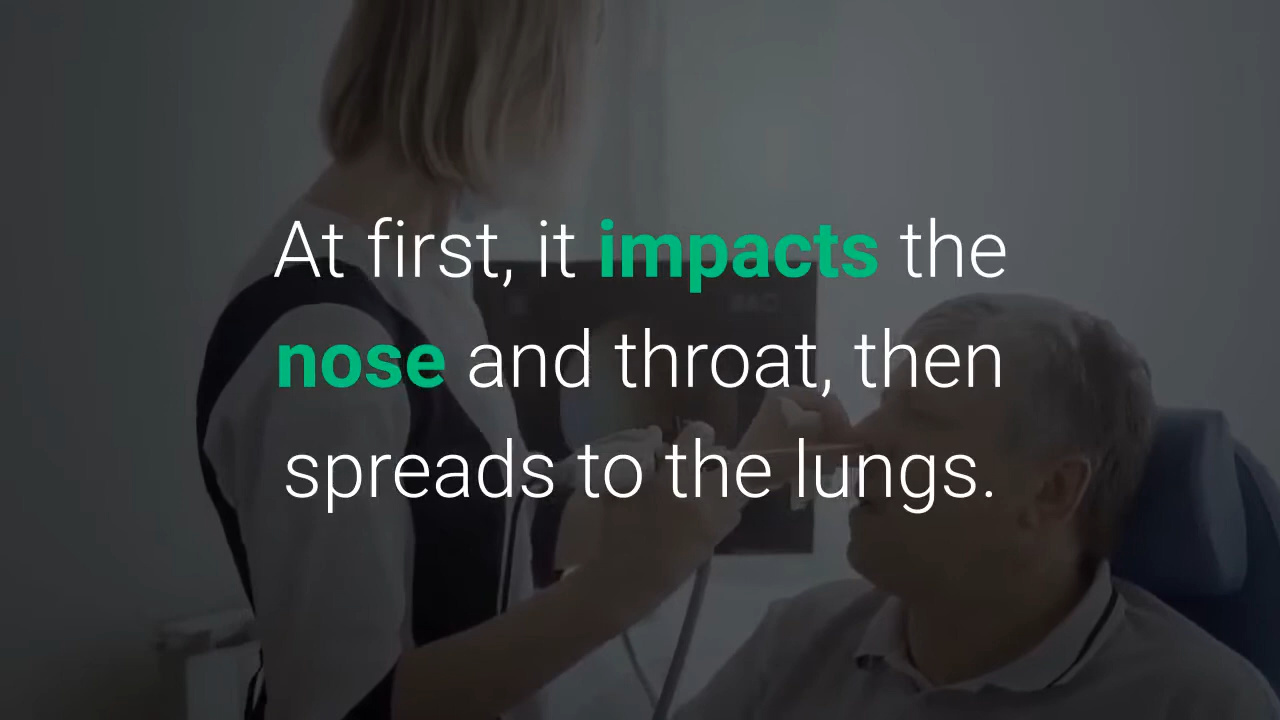 At first, it impacts the
nose and throat, then
spreads to the lungs.